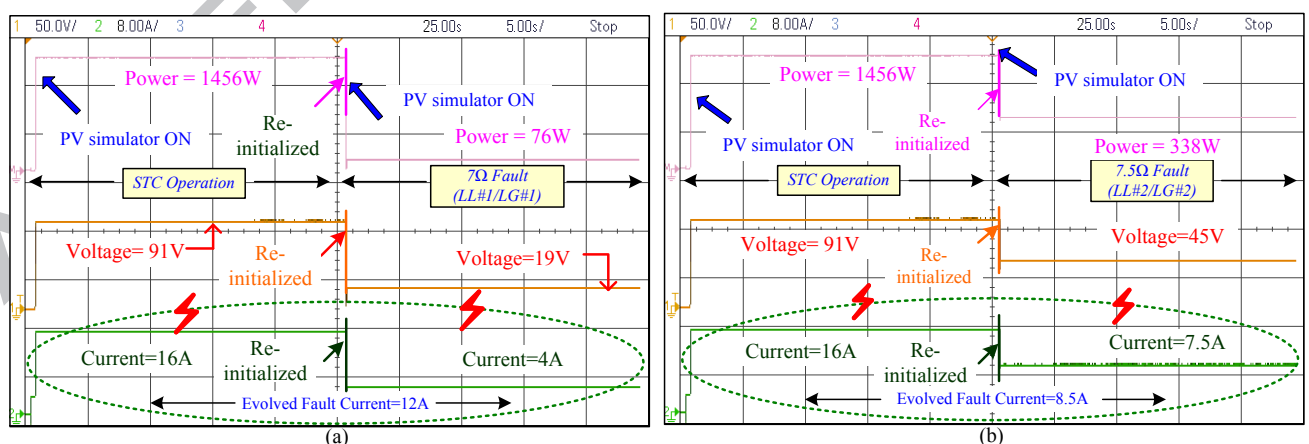 1 50.0V/ 2 8.00A/ 3 4 25.00s 5.00s/ Stop
Power = 1456W
PV simulator ON
PV simulator ON
Re-
initialized
Power = 76W
STC Operation
7Ω Fault
(LL#1/LG#1)
Voltage= 91V
Re-
initialized
Voltage=19V
Current=16A
Re-
initialized
Current=4A
Evolved Fault Current=12A
(a)
1 50.0V/ 2 8.00A/ 3 4 25.00s 5.00s/ Stop
Power = 1456W
PV simulator ON
PV simulator ON
Re-
initialized
Power = 338W
STC Operation
7.5Ω Fault
(LL#2/LG#2)
Voltage= 91V
Re-
initialized
Voltage=45V
Current=16A
Re-
initialized
Current=7.5A
Evolved Fault Current=8.5A
(b)